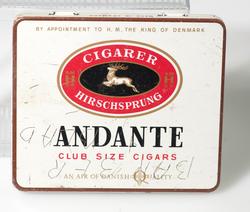 BY APPOINTMENT TO H. M. THE KING OF DENMARK
CIGARER
HIRSCHSPRUNG
ANDANTE
CLUB SIZE CIGARS
AN AIR OF DANISH QUALITY